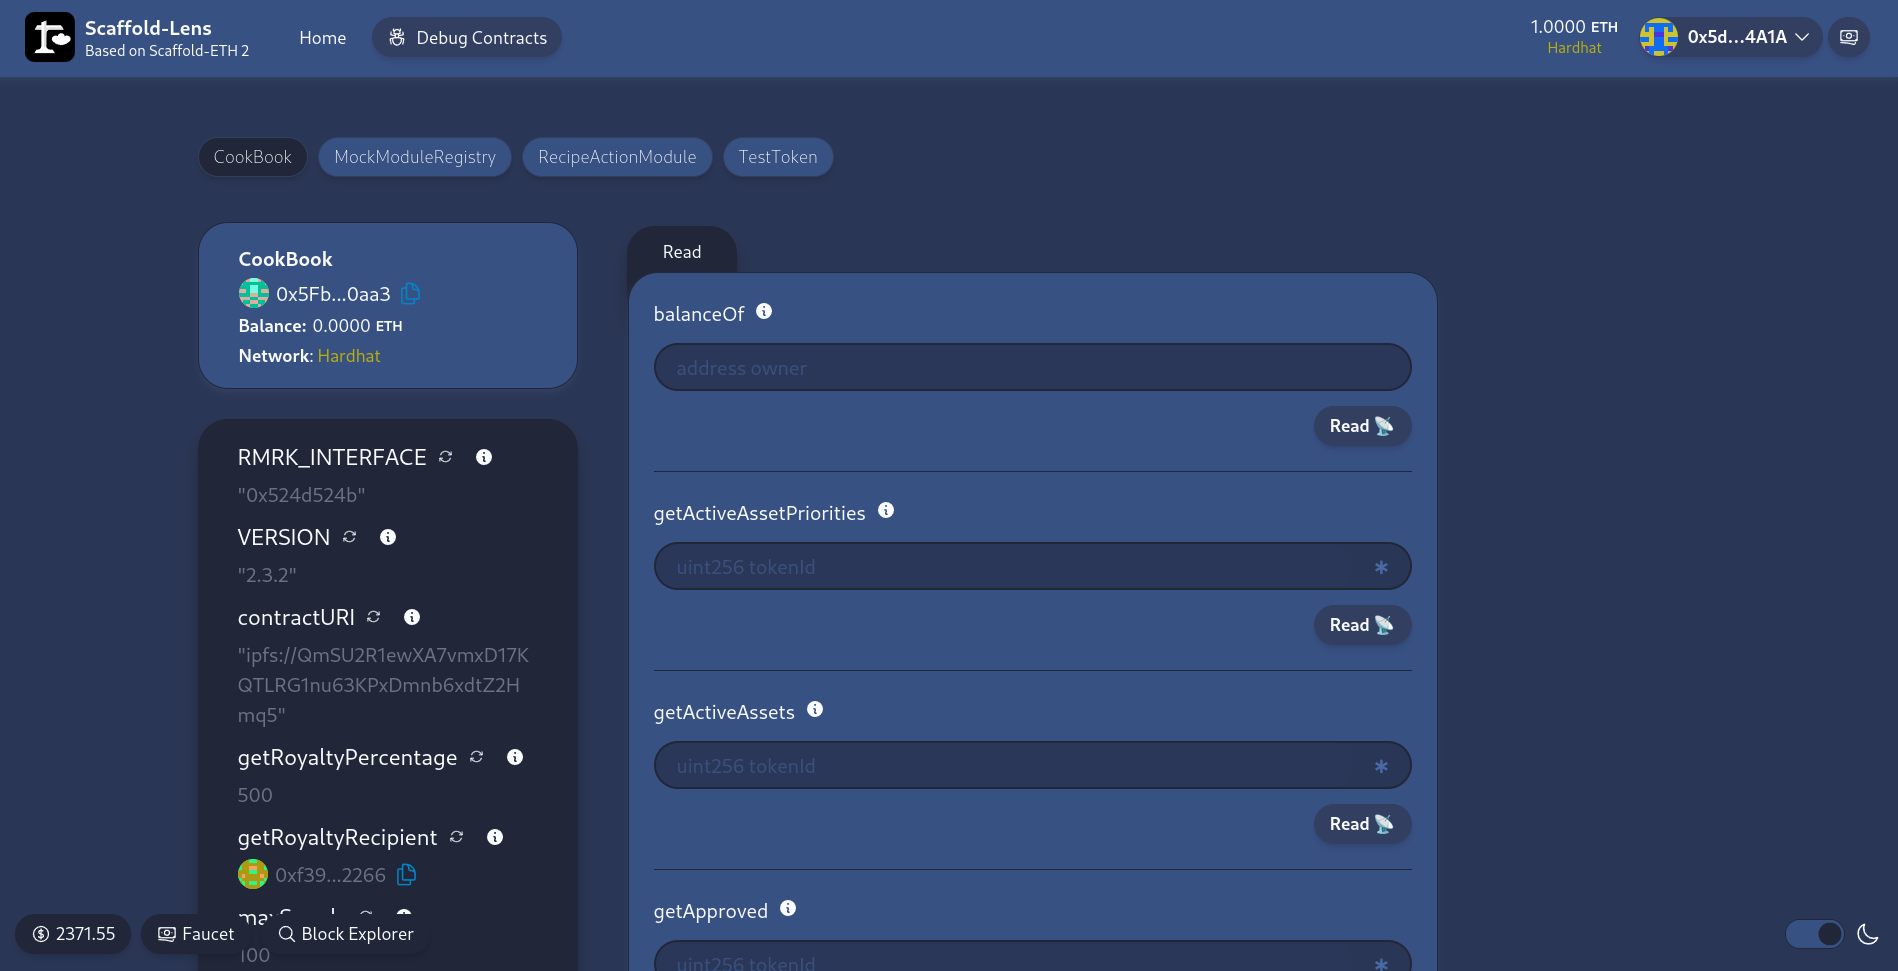 Scaffold-Lens
Based on Scaffold-ETH 2
Home
Debug Contracts
1.0000 ETH
Hardhat
0x5d...4A1A
CookBook
MockModuleRegistry
RecipeActionModule
TestToken
CookBook
0x5Fb...0aa3
Balance: 0.0000 ETH
Network: Hardhat
RMRK_INTERFACE
"0x524d524b"
VERSION
"2.3.2"
contractURI
"ipfs://QmSU2R1ewXA7vmxD17K
QTLRG1nu63KPxDmnb6xdtZ2H
mq5"
getRoyaltyPercentage
500
getRoyaltyRecipient
0xf39...2266
100
Read
balanceOf
address owner
Read
getActiveAssetPriorities
uint256 tokenId
*
Read
getActiveAssets
uint256 tokenId
*
Read
getApproved
uint256 tokenId
*
2371.55
Faucet
Block Explorer